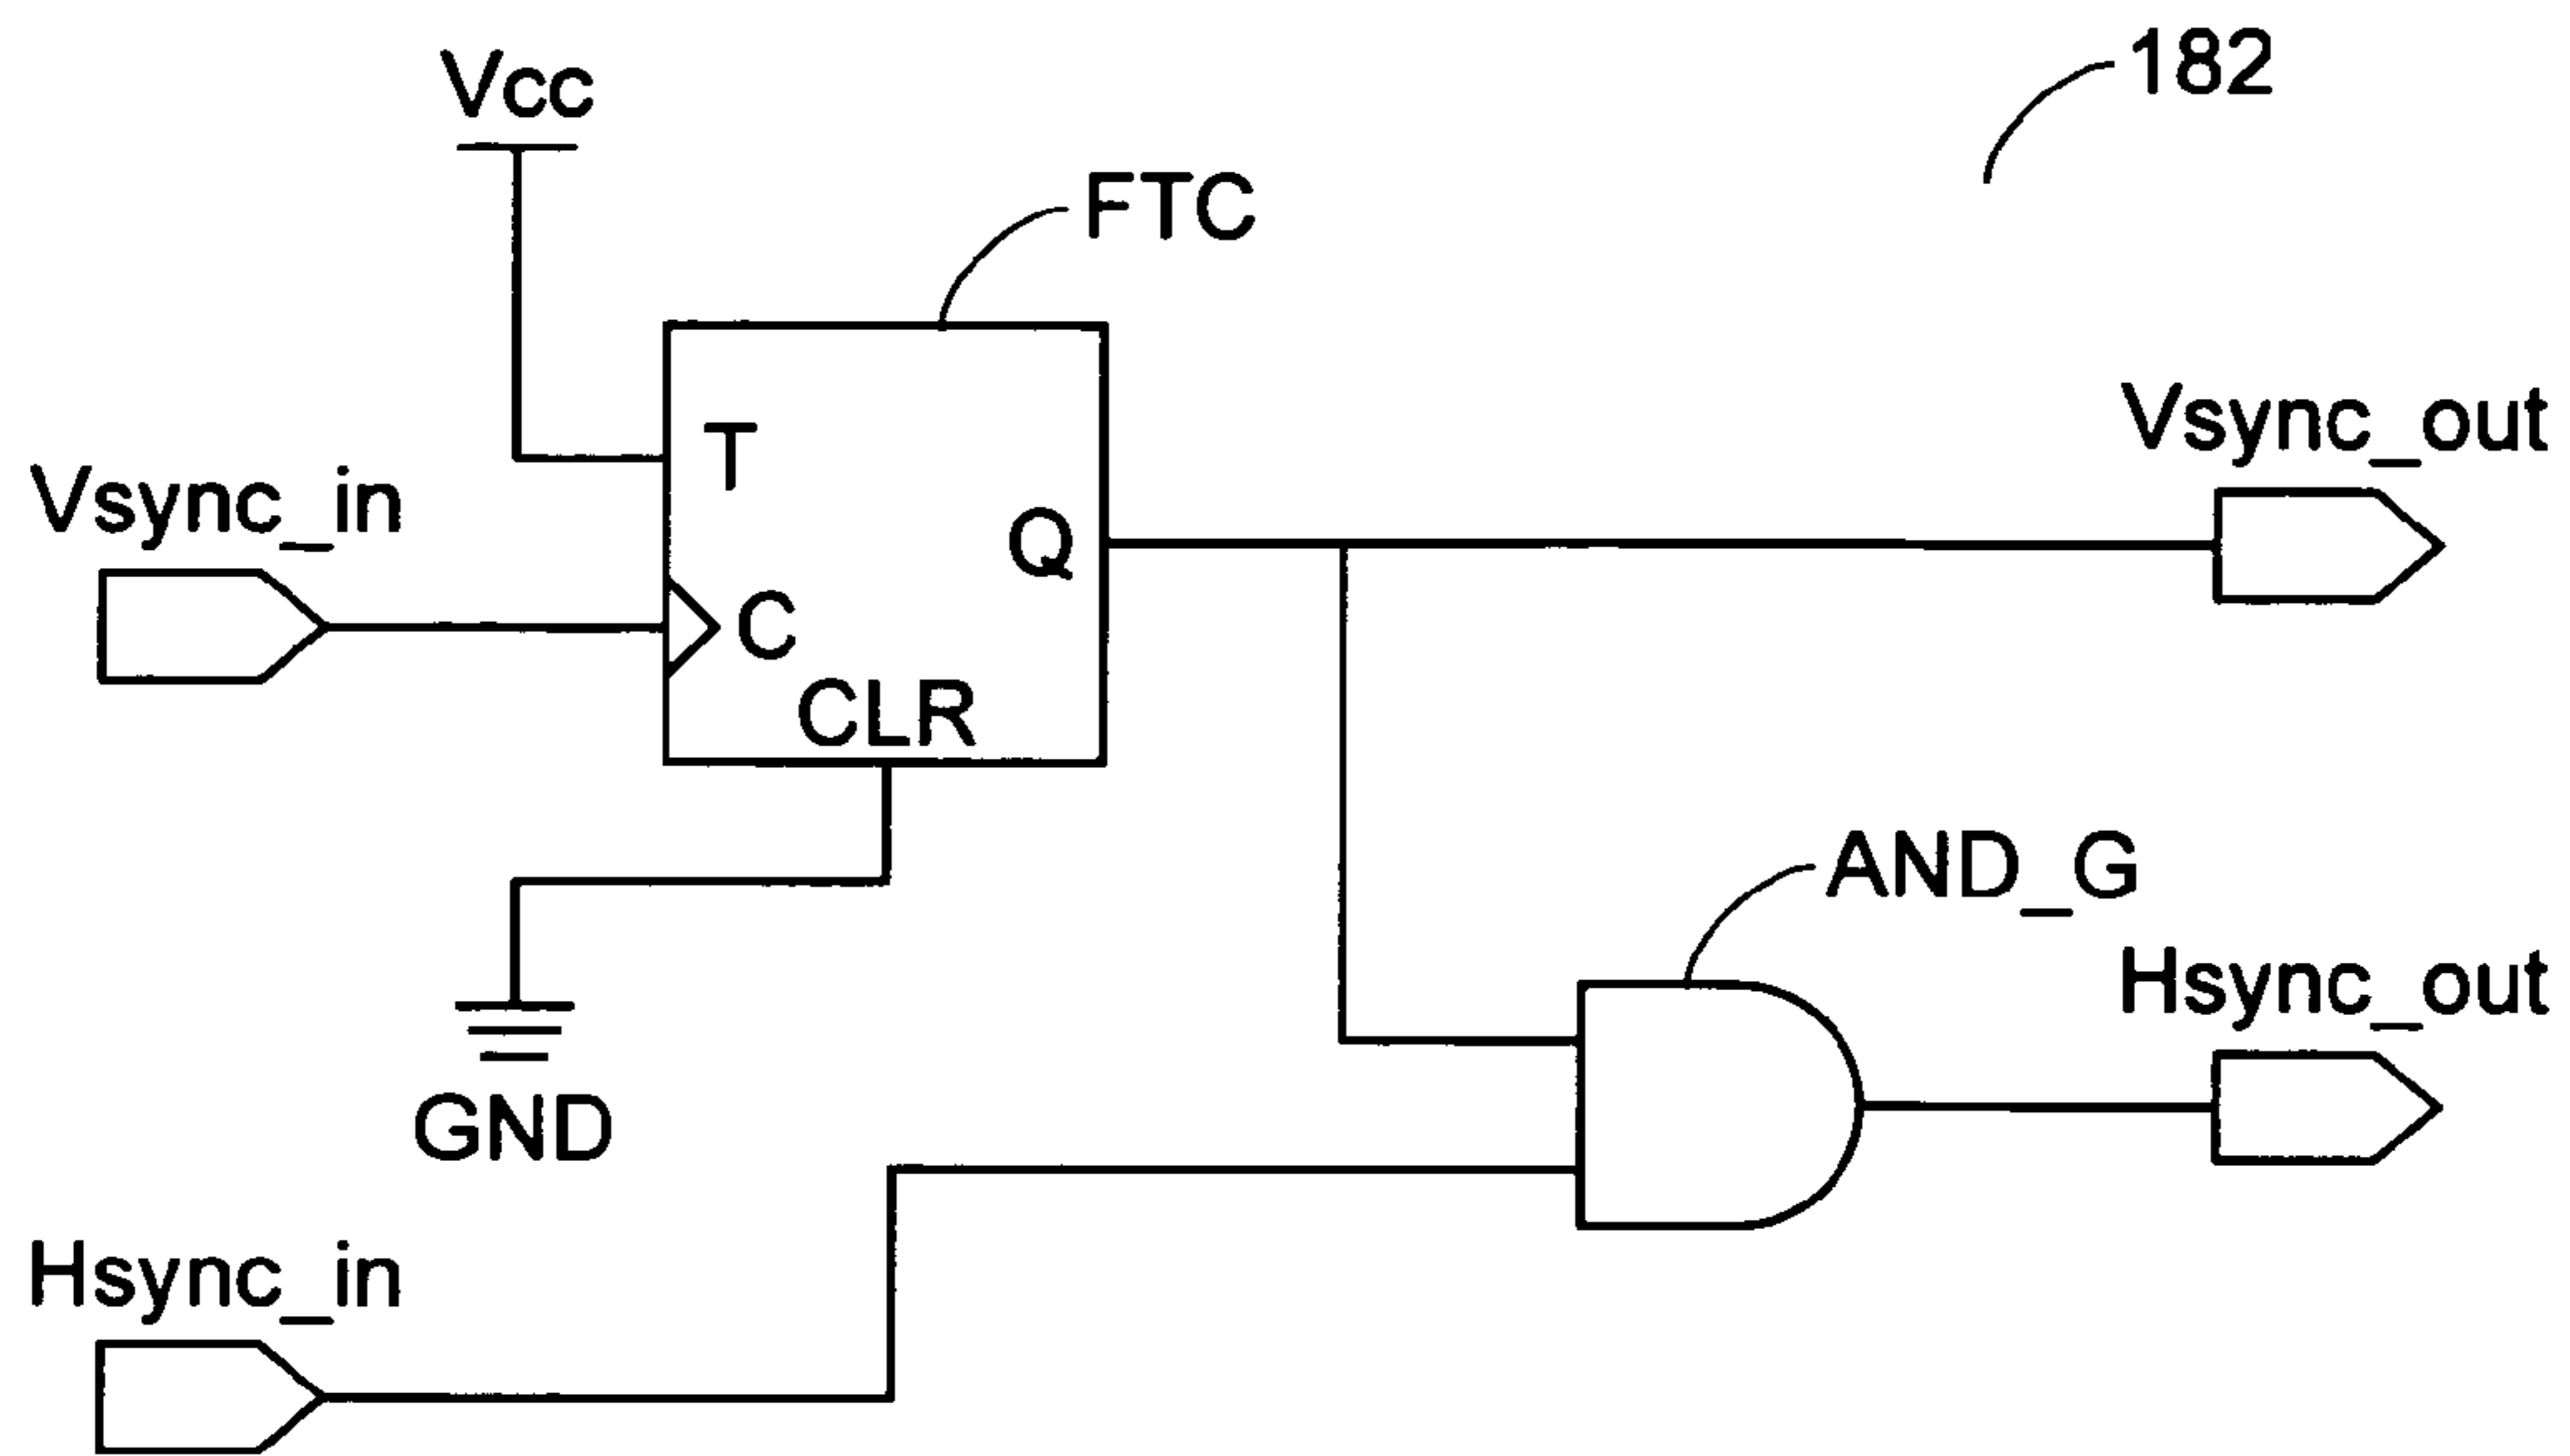 182
Vcc
FTC
T
Vsync_in
Q
Vsync_out
C
CLR
AND_G
Hsync_out
GND
Hsync_in